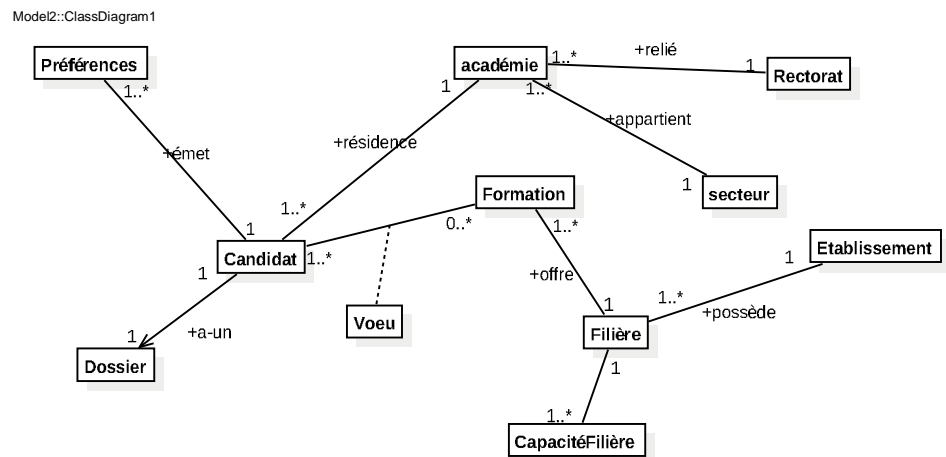 Model2::ClassDiagram1
Préférences
1..*
académie
1..*
+relié
1
Rectorat
1
1..*
+appartient
+résidence
+émet
1
secteur
Formation
1..*
0..*
1..*
1
Candidat
1..*
1
Etablissement
1
+offre
1..*
1
+possède
Voeu
Filière
1
+a-un
1
Dossier
1..*
CapacitéFilière